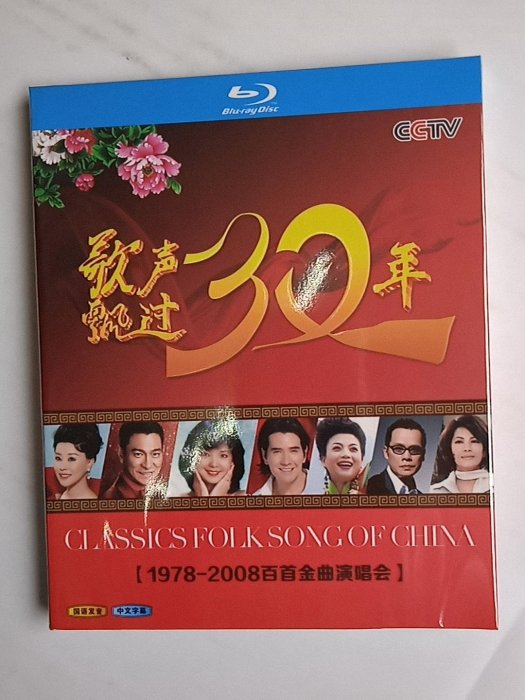 Blu-ray Disc
CCTV
歌声
飘过
30年
CLASSICS FOLK SONG OF CHINA
【1978-2008百首金曲演唱会】
国语发音
中文字幕